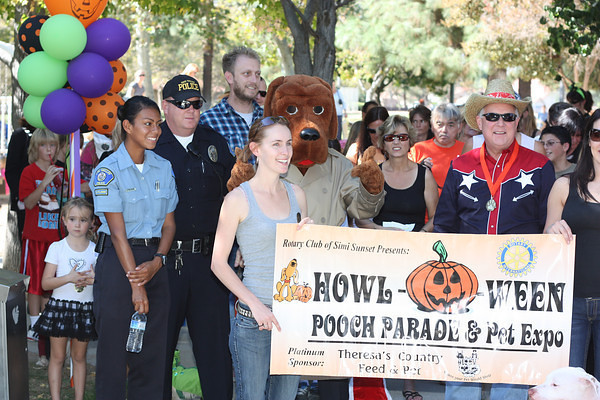 POLICE
Rotary Club of Simi Sunset Presents:
HOWL-O-WEEN
POOCH PARADE & Pet Expo
Platinum Sponsor:
Theresa's Country Feed & Pet